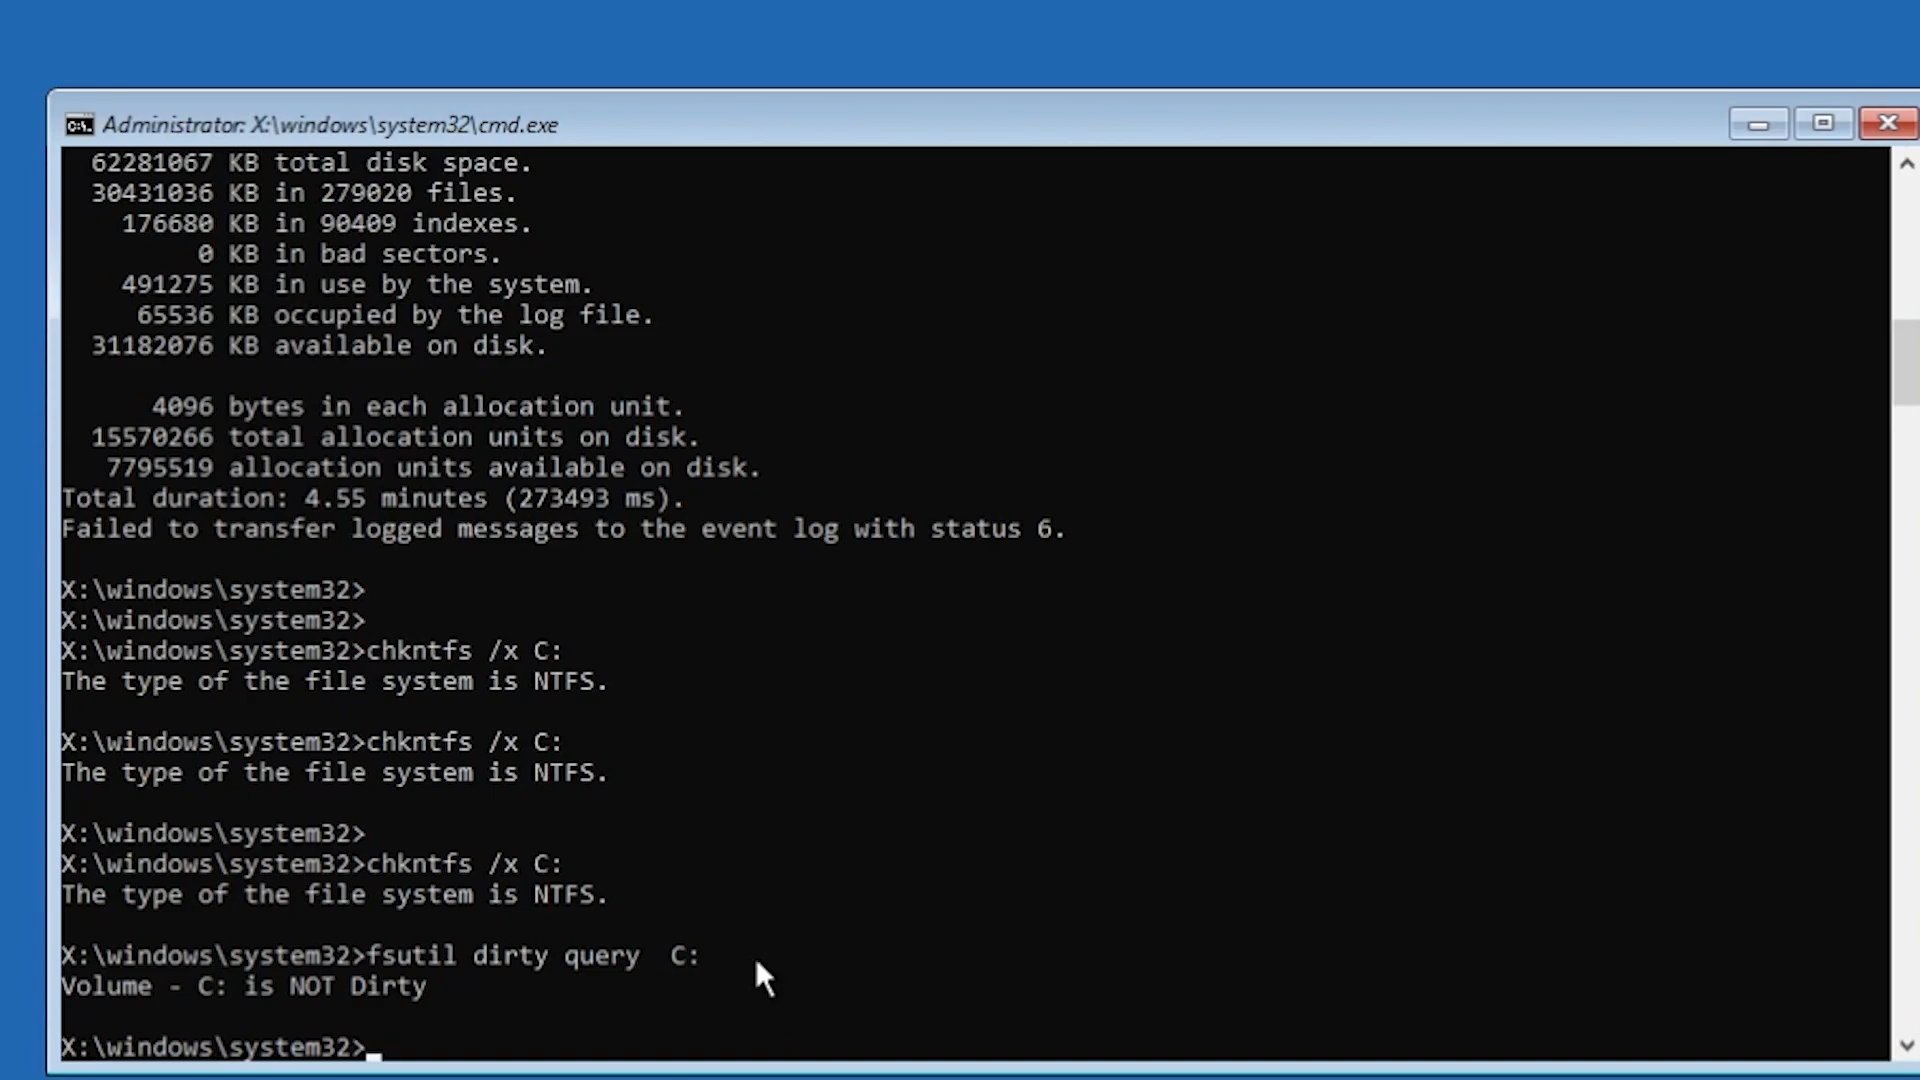 Administrator: X:\windows\system32\cmd.exe
62281067 KB total disk space.
30431036 KB in 279020 files.
176680 KB in 90409 indexes.
0 KB in bad sectors.
491275 KB in use by the system.
65536 KB occupied by the log file.
31182076 KB available on disk.
4096 bytes in each allocation unit.
15570266 total allocation units on disk.
7795519 allocation units available on disk.
Total duration: 4.55 minutes (273493 ms).
Failed to transfer logged messages to the event log with status 6.
X:\windows\system32>
X:\windows\system32>
X:\windows\system32>chkntfs /x C:
The type of the file system is NTFS.
X:\windows\system32>chkntfs /x C:
The type of the file system is NTFS.
X:\windows\system32>
X:\windows\system32>chkntfs /x C:
The type of the file system is NTFS.
X:\windows\system32>fsutil dirty query  C:
Volume - C: is NOT Dirty
X:\windows\system32>